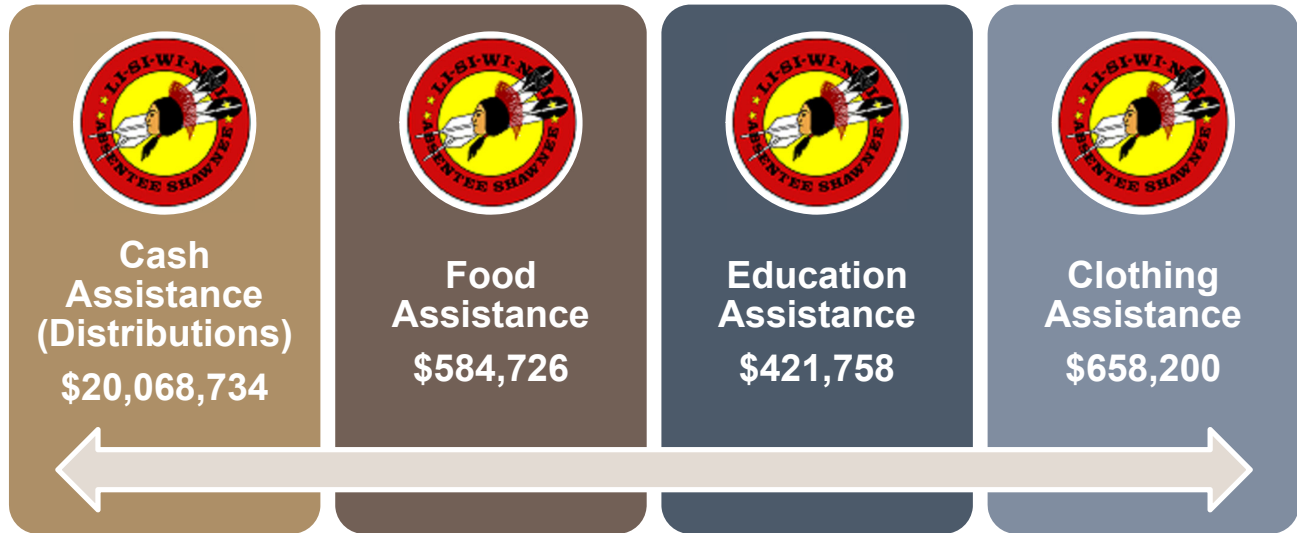 LI-SI-WI-NWI
ABSENTEE SHAWNEE
Cash
Assistance
(Distributions)
$20,068,734
LI-SI-WI-NWI
ABSENTEE SHAWNEE
Food
Assistance
$584,726
LI-SI-WI-NWI
ABSENTEE SHAWNEE
Education
Assistance
$421,758
LI-SI-WI-NWI
ABSENTEE SHAWNEE
Clothing
Assistance
$658,200